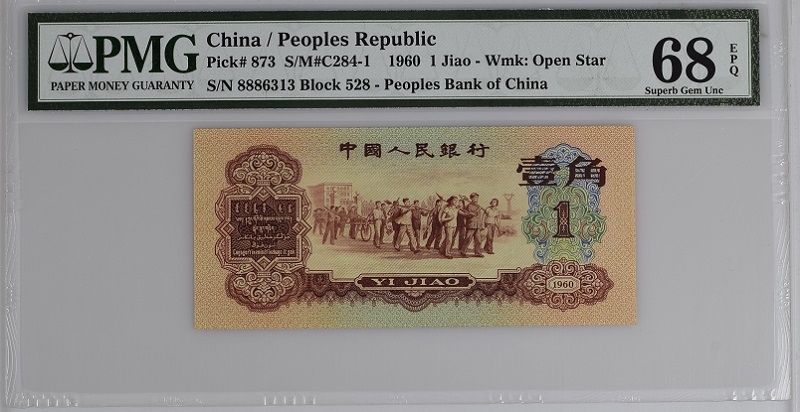 PMG
PAPER MONEY GUARANTY
China / Peoples Republic
Pick# 873 S/M#C284-1 1960 1 Jiao - Wmk: Open Star
S/N 8886313 Block 528 - Peoples Bank of China
68 EPQ
Superb Gem Unc
中國人民銀行
壹角
1
YI JIAO
1960